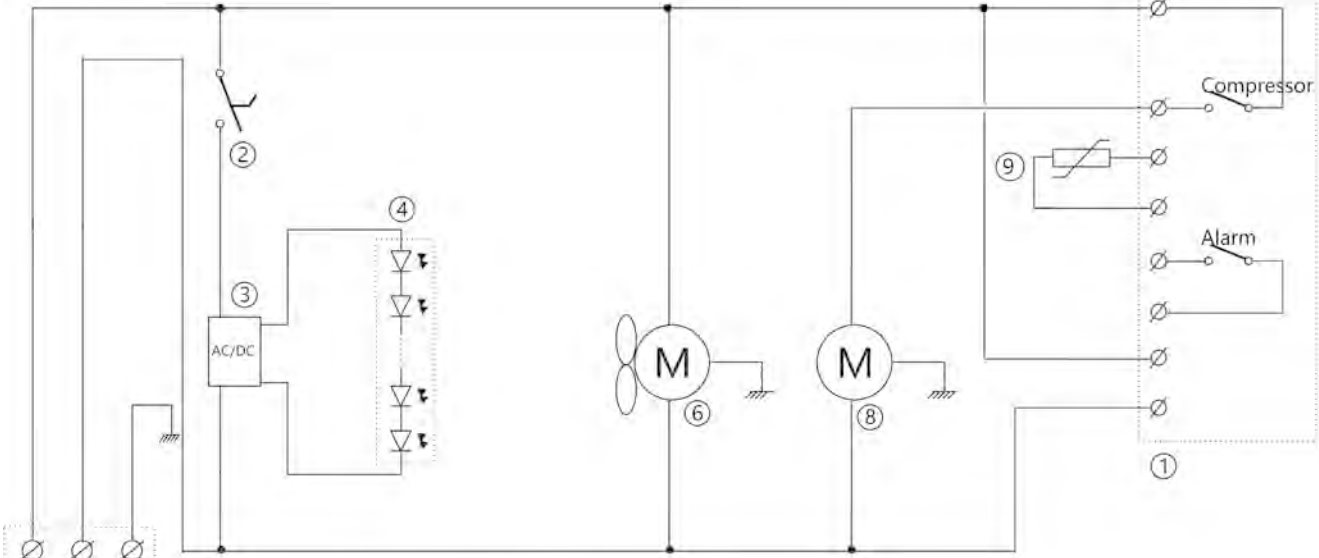 Compressor
②
⑨
④
Alarm
③
AC/DC
M
M
⑥
⑧
①